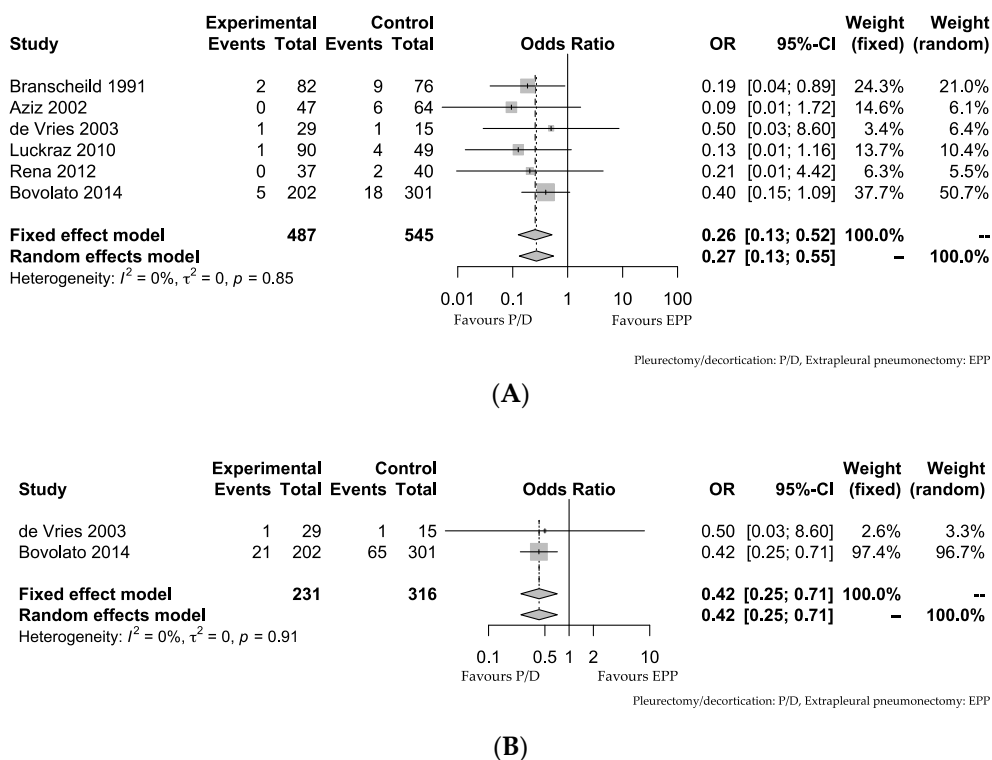 Experimental Control Weight Weight
Study Events Total Events Total Odds Ratio OR 95%-CI (fixed) (random)
Branscheild 1991 2 82 9 76 0.19 [0.04; 0.89] 24.3% 21.0%
Aziz 2002 0 47 6 64 0.09 [0.01; 1.72] 14.6% 6.1%
de Vries 2003 1 29 1 15 0.50 [0.03; 8.60] 3.4% 6.4%
Luckraz 2010 1 90 4 49 0.13 [0.01; 1.16] 13.7% 10.4%
Rena 2012 0 37 2 40 0.21 [0.01; 4.42] 6.3% 5.5%
Bovolato 2014 5 202 18 301 0.40 [0.15; 1.09] 37.7% 50.7%
Fixed effect model 487 545 0.26 [0.13; 0.52] 100.0% --
Random effects model 0.27 [0.13; 0.55] – 100.0%
Heterogeneity: I² = 0%, τ² = 0, p = 0.85
0.01 0.1 1 10 100
Favours P/D Favours EPP
Pleurectomy/decortication: P/D, Extrapleural pneumonectomy: EPP
(A)
Experimental Control Weight Weight
Study Events Total Events Total Odds Ratio OR 95%-CI (fixed) (random)
de Vries 2003 1 29 1 15 0.50 [0.03; 8.60] 2.6% 3.3%
Bovolato 2014 21 202 65 301 0.42 [0.25; 0.71] 97.4% 96.7%
Fixed effect model 231 316 0.42 [0.25; 0.71] 100.0% --
Random effects model 0.42 [0.25; 0.71] – 100.0%
Heterogeneity: I² = 0%, τ² = 0, p = 0.91
0.1 0.5 1 2 10
Favours P/D Favours EPP
Pleurectomy/decortication: P/D, Extrapleural pneumonectomy: EPP
(B)